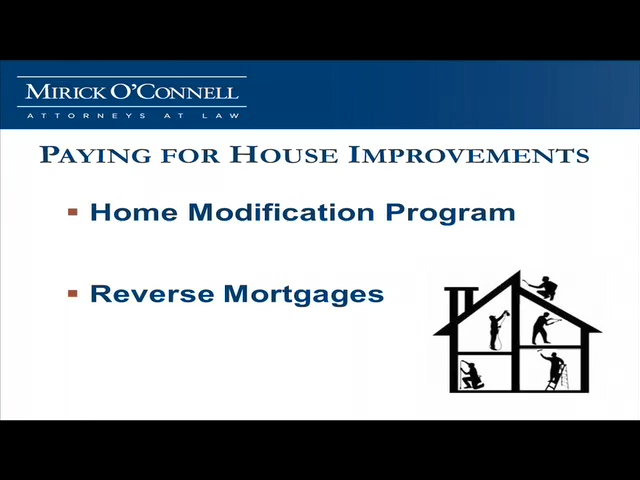 MIRICK O'CONNELL
ATTORNEYS AT LAW
PAYING FOR HOUSE IMPROVEMENTS
Home Modification Program
Reverse Mortgages